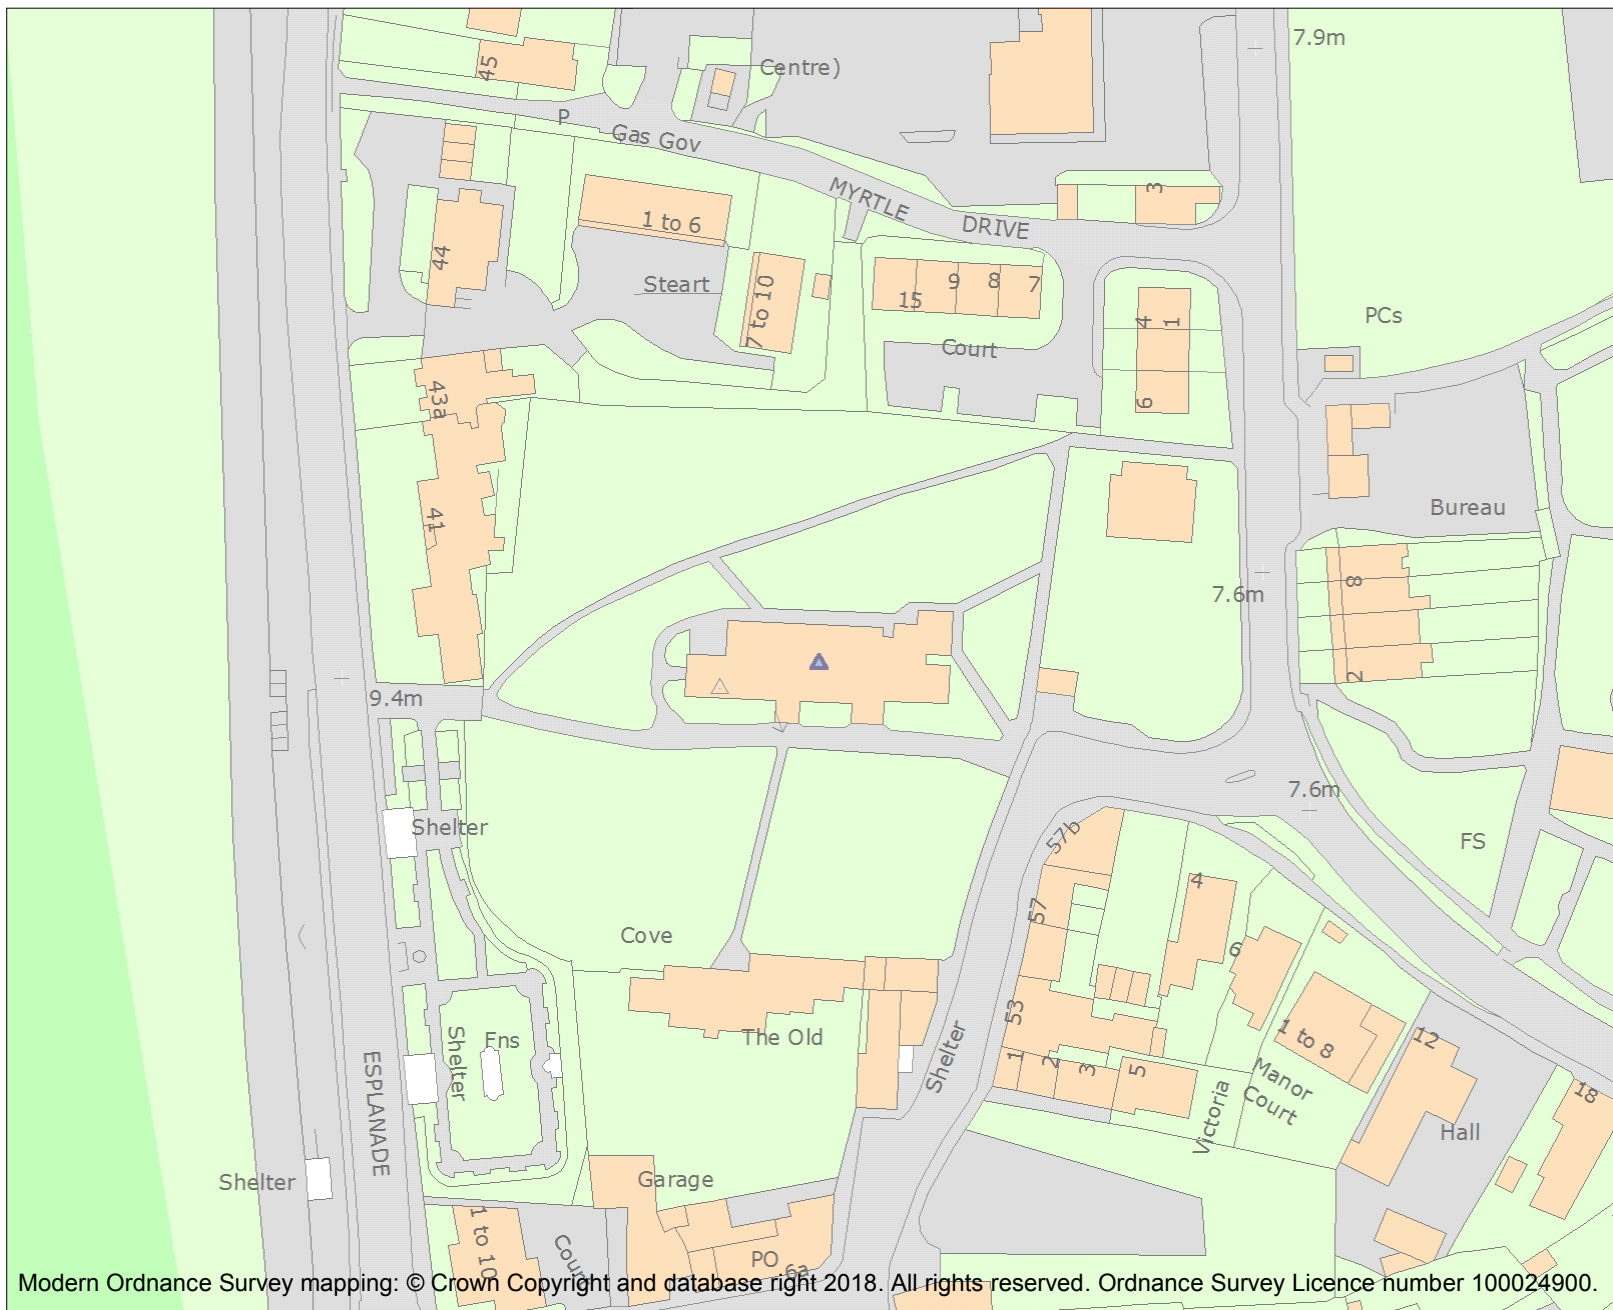 7.9m
45
Centre)
P
Gas Gov
MYRTLE
DRIVE
3
1 to 6
44
Steart
7 to 10
15
9
8
7
4
1
PCs
Court
43a
6
41
Bureau
8
7.6m
2
9.4m
7.6m
Shelter
57b
FS
4
57
Cove
6
53
The Old
Fns
Shelter
Shelter
1 to 8
12
1
2
3
5
Manor
Court
18
ESPLANADE
Victoria
Hall
Shelter
Garage
1 to 10
Court
PO
6a
Modern Ordnance Survey mapping: © Crown Copyright and database right 2018. All rights reserved. Ordnance Survey Licence number 100024900.